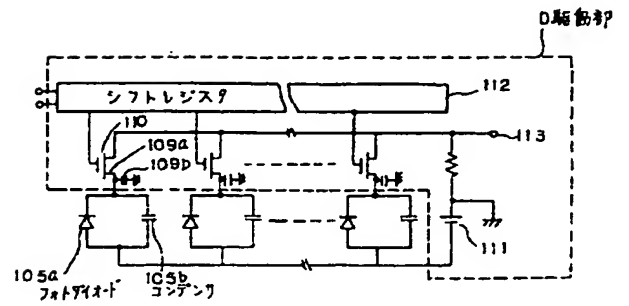 D駆動部
シフトレジスタ
112
110
113
109a
109b
111
105a
フォトダイオード
105b
コンデンサ